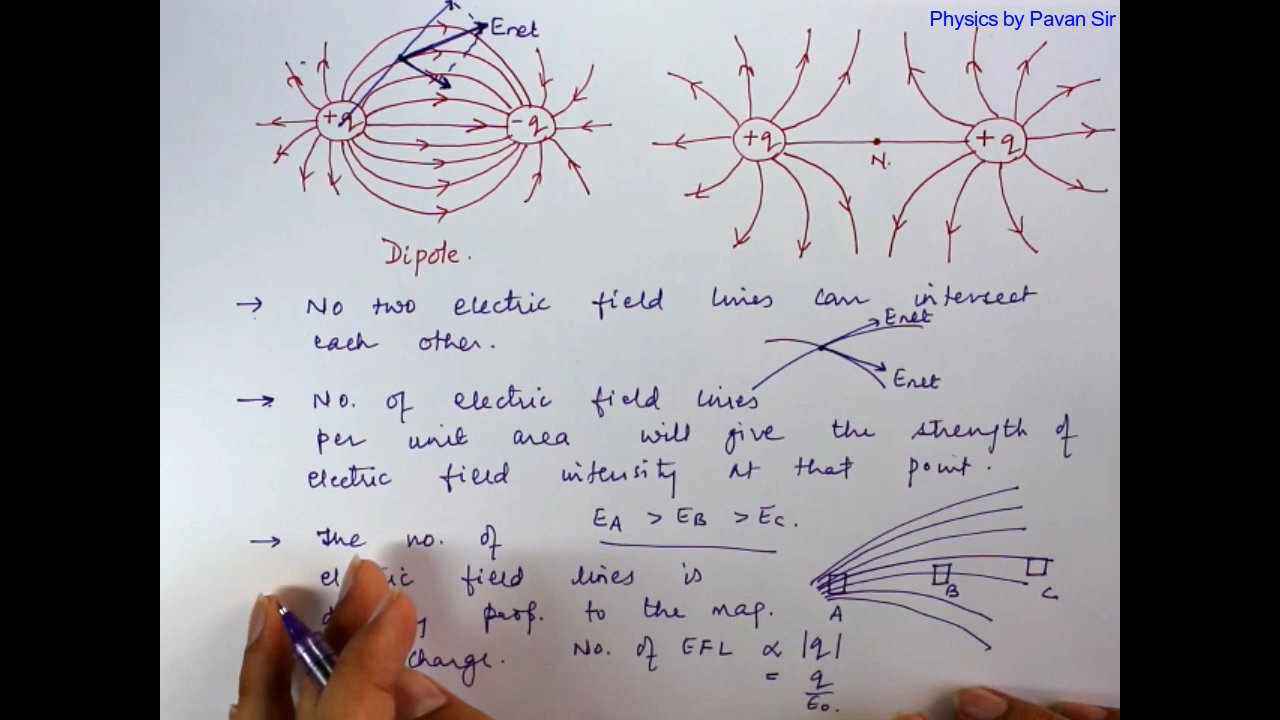 Physics by Pavan Sir
Enet
+q
-q
+q
+q
N.
Dipole.
→ No two electric field lines can intersect
each other.
Enet
Enet
→ No. of electric field lines
per unit area will give the strength of
electric field intensity at that point.
EA > EB > EC.
→ The no. of
field lines is
prop. to the mag.
charge.
No. of EFL ∝ |q|
= q
ε0.
A
B
C